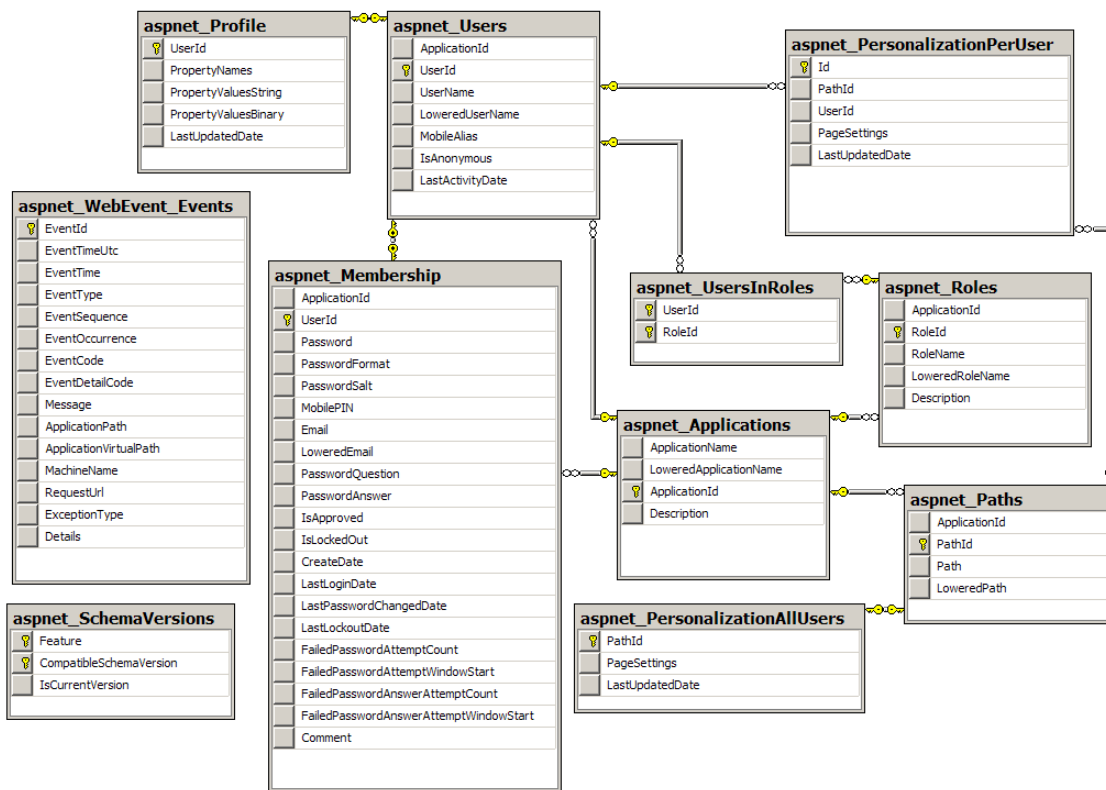 aspnet_Profile
UserId
PropertyNames
PropertyValuesString
PropertyValuesBinary
LastUpdatedDate
aspnet_Users
ApplicationId
UserId
UserName
LoweredUserName
MobileAlias
IsAnonymous
LastActivityDate
aspnet_PersonalizationPerUser
Id
PathId
UserId
PageSettings
LastUpdatedDate
aspnet_WebEvent_Events
EventId
EventTimeUtc
EventTime
EventType
EventSequence
EventOccurrence
EventCode
EventDetailCode
Message
ApplicationPath
ApplicationVirtualPath
MachineName
RequestUrl
ExceptionType
Details
aspnet_Membership
ApplicationId
UserId
Password
PasswordFormat
PasswordSalt
MobilePIN
Email
LoweredEmail
PasswordQuestion
PasswordAnswer
IsApproved
IsLockedOut
CreateDate
LastLoginDate
LastPasswordChangedDate
LastLockoutDate
FailedPasswordAttemptCount
FailedPasswordAttemptWindowStart
FailedPasswordAnswerAttemptCount
FailedPasswordAnswerAttemptWindowStart
Comment
aspnet_UsersInRoles
UserId
RoleId
aspnet_Roles
ApplicationId
RoleId
RoleName
LoweredRoleName
Description
aspnet_Applications
ApplicationName
LoweredApplicationName
ApplicationId
Description
aspnet_Paths
ApplicationId
PathId
Path
LoweredPath
aspnet_SchemaVersions
Feature
CompatibleSchemaVersion
IsCurrentVersion
aspnet_PersonalizationAllUsers
PathId
PageSettings
LastUpdatedDate